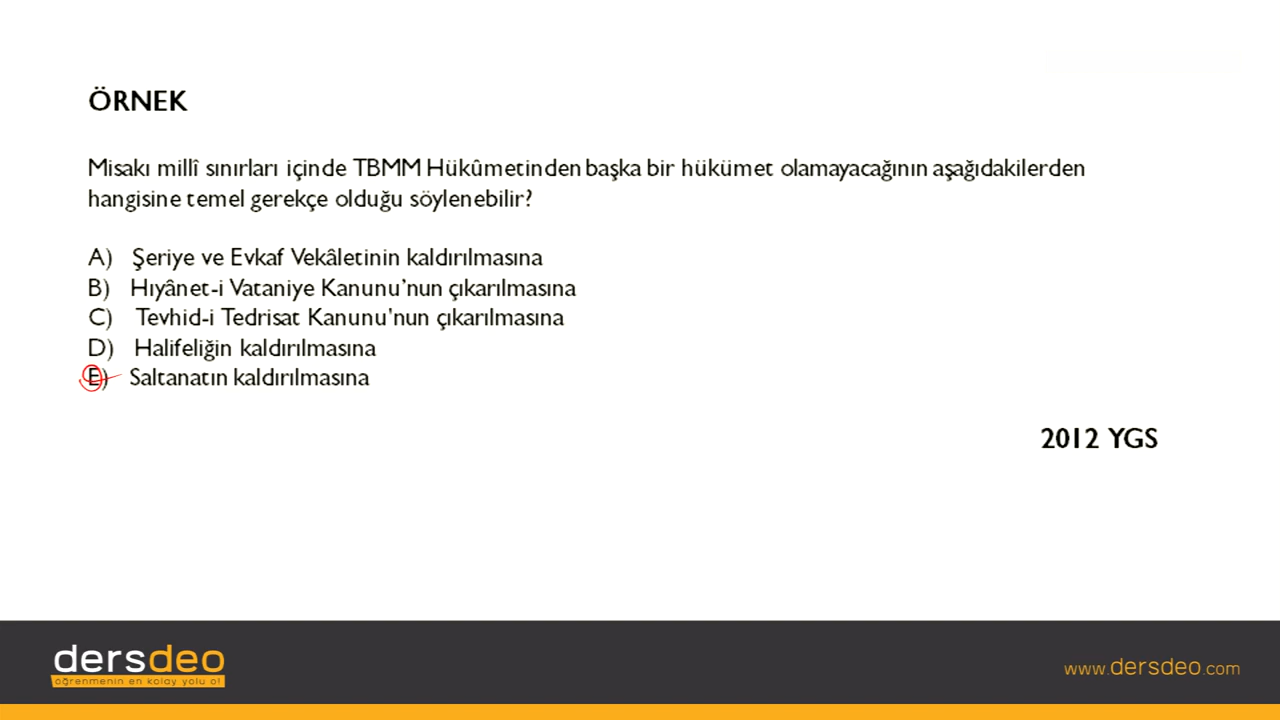 ÖRNEK
Misakı millî sınırları içinde TBMM Hükûmetinden başka bir hükümet olamayacağının aşağıdakilerden
hangisine temel gerekçe olduğu söylenebilir?
A) Şeriye ve Evkaf Vekâletinin kaldırılmasına
B) Hıyânet-i Vataniye Kanunu’nun çıkarılmasına
C) Tevhid-i Tedrisat Kanunu'nun çıkarılmasına
D) Halifeliğin kaldırılmasına
E) Saltanatın kaldırılmasına
2012 YGS
dersdeo
öğrenmenin en kolay yolu o!
www.dersdeo.com